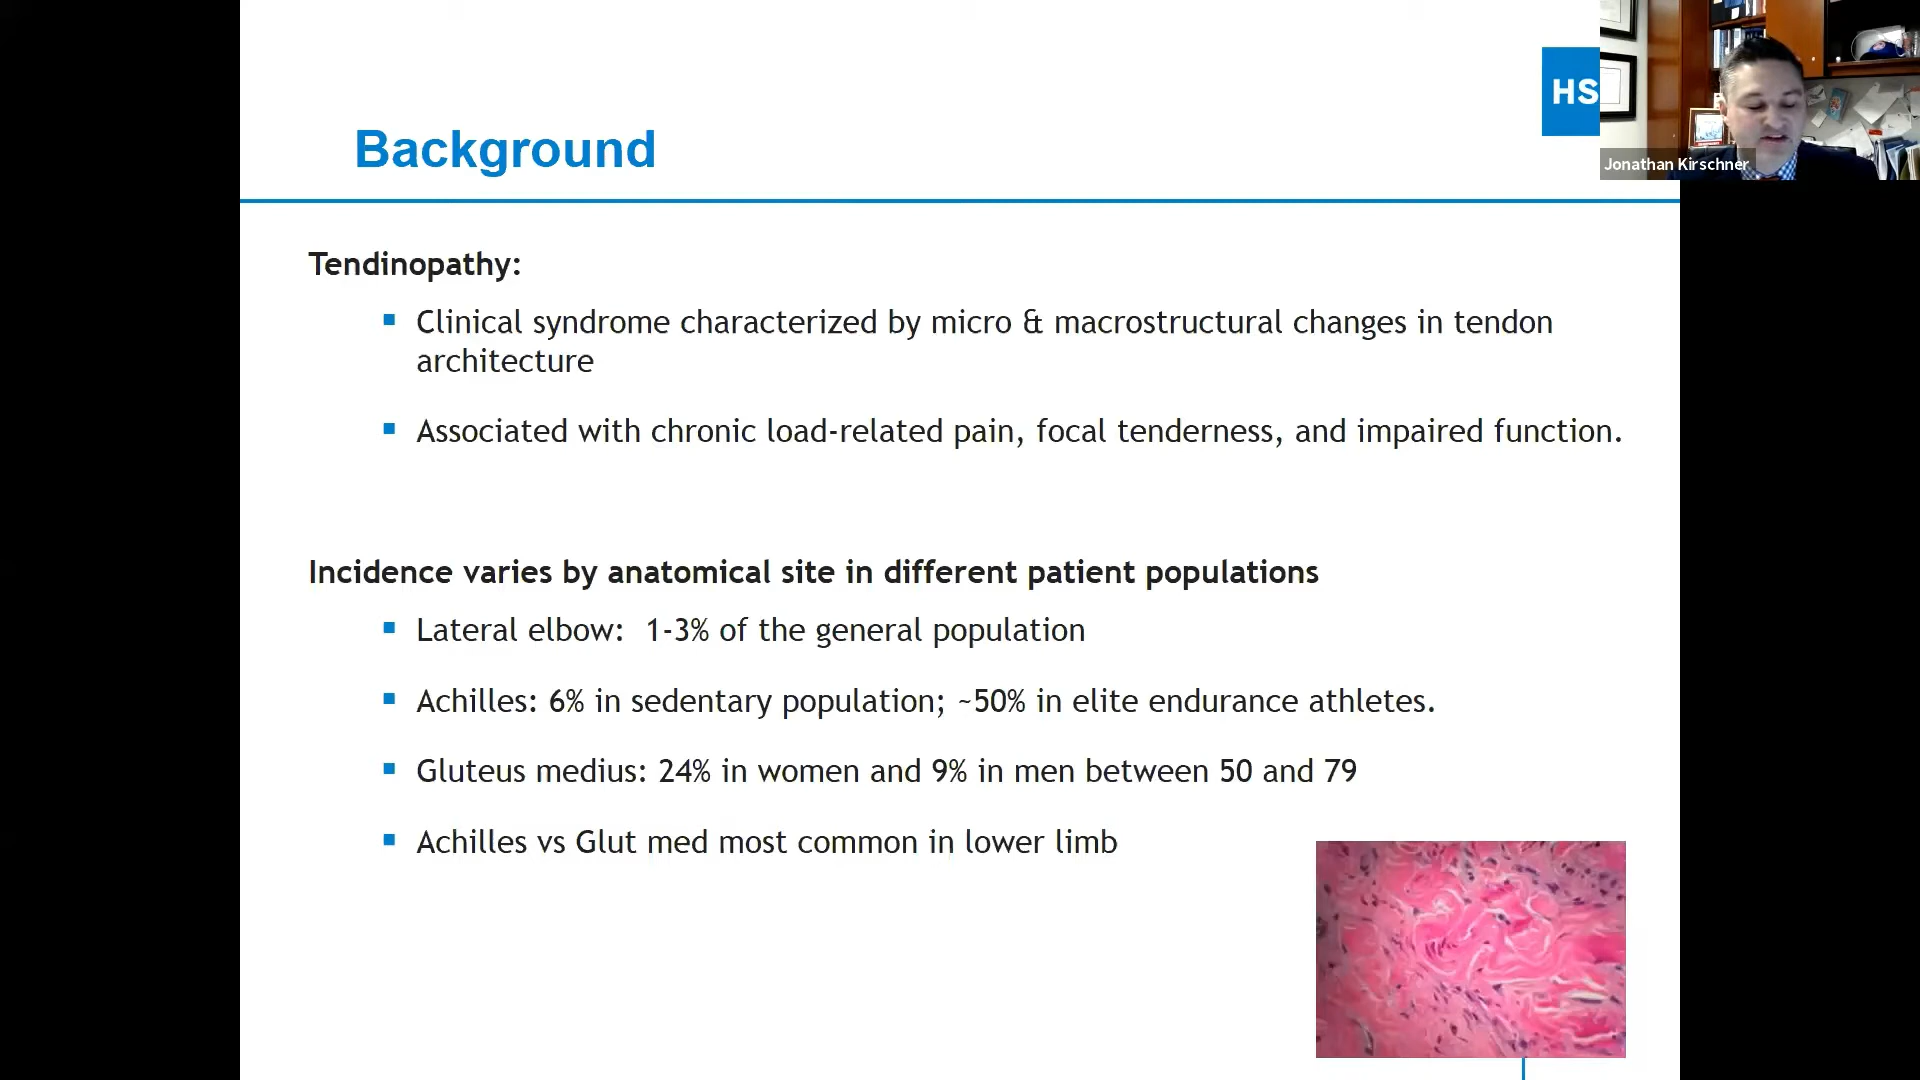 HS
Jonathan Kirschner
Background
Tendinopathy:
Clinical syndrome characterized by micro & macrostructural changes in tendon
architecture
Associated with chronic load-related pain, focal tenderness, and impaired function.
Incidence varies by anatomical site in different patient populations
Lateral elbow: 1-3% of the general population
Achilles: 6% in sedentary population; ~50% in elite endurance athletes.
Gluteus medius: 24% in women and 9% in men between 50 and 79
Achilles vs Glut med most common in lower limb